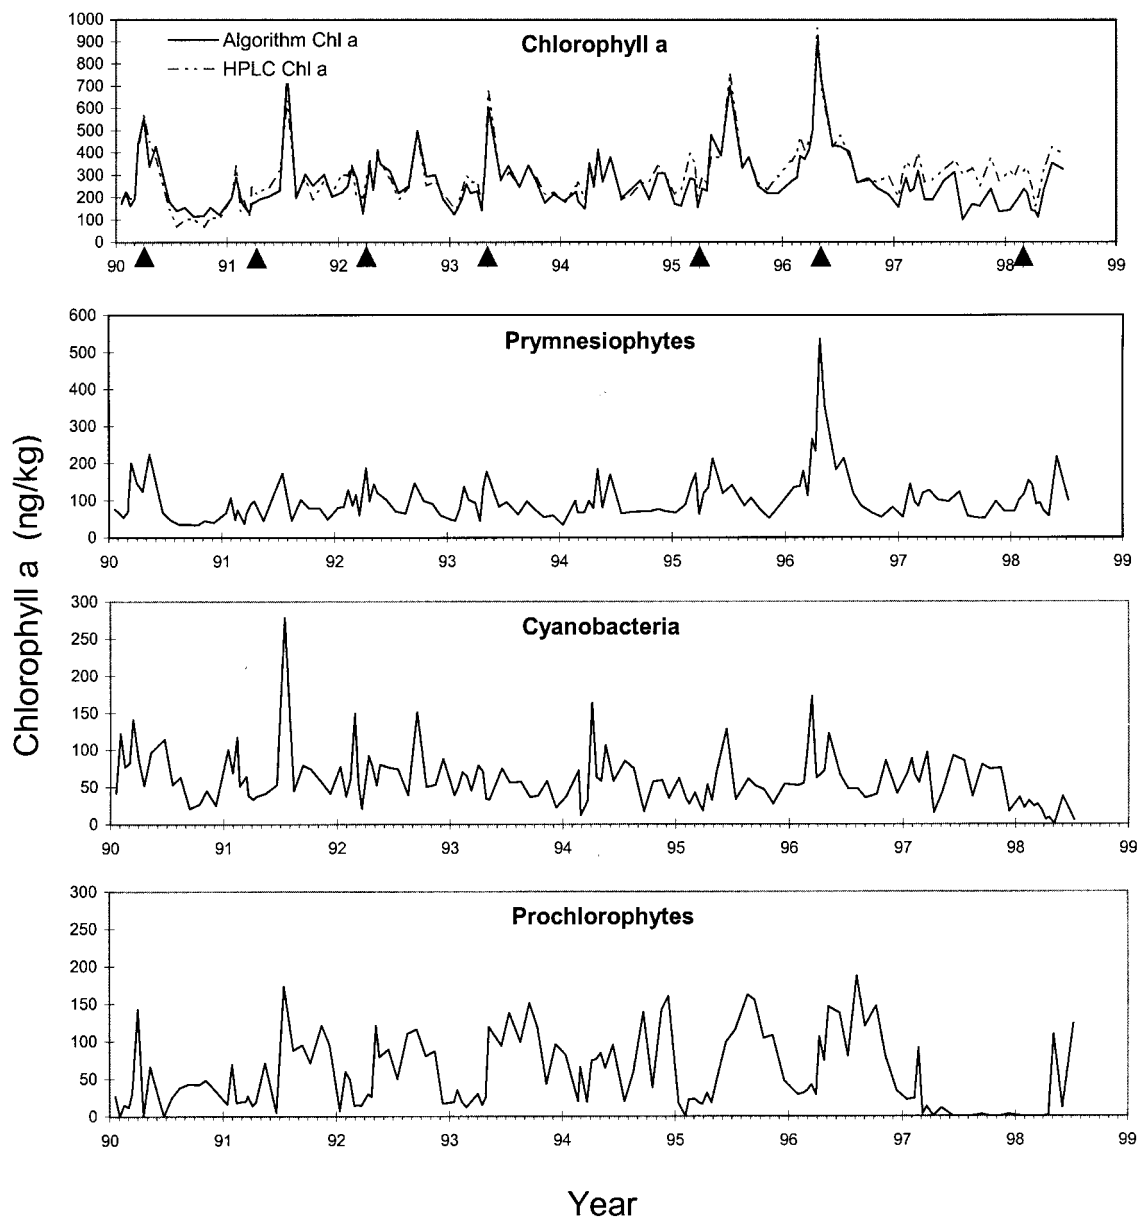 Chlorophyll a (ng/kg)
1000
900
800
700
600
500
400
300
200
100
0
Algorithm Chl a
HPLC Chl a
Chlorophyll a
90 91 92 93 94 95 96 97 98 99
600
500
400
300
200
100
0
Prymnesiophytes
90 91 92 93 94 95 96 97 98 99
300
250
200
150
100
50
0
Cyanobacteria
90 91 92 93 94 95 96 97 98 99
300
250
200
150
100
50
0
Prochlorophytes
90 91 92 93 94 95 96 97 98 99
Year